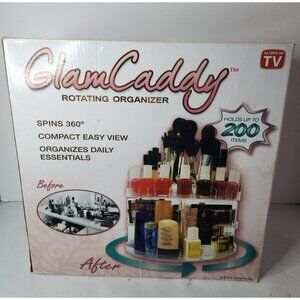 AS SEEN ON
TV
GlamCaddy™
ROTATING ORGANIZER
SPINS 360°
COMPACT EASY VIEW
ORGANIZES DAILY
ESSENTIALS
HOLDS UP TO
200
ITEMS
Before
After